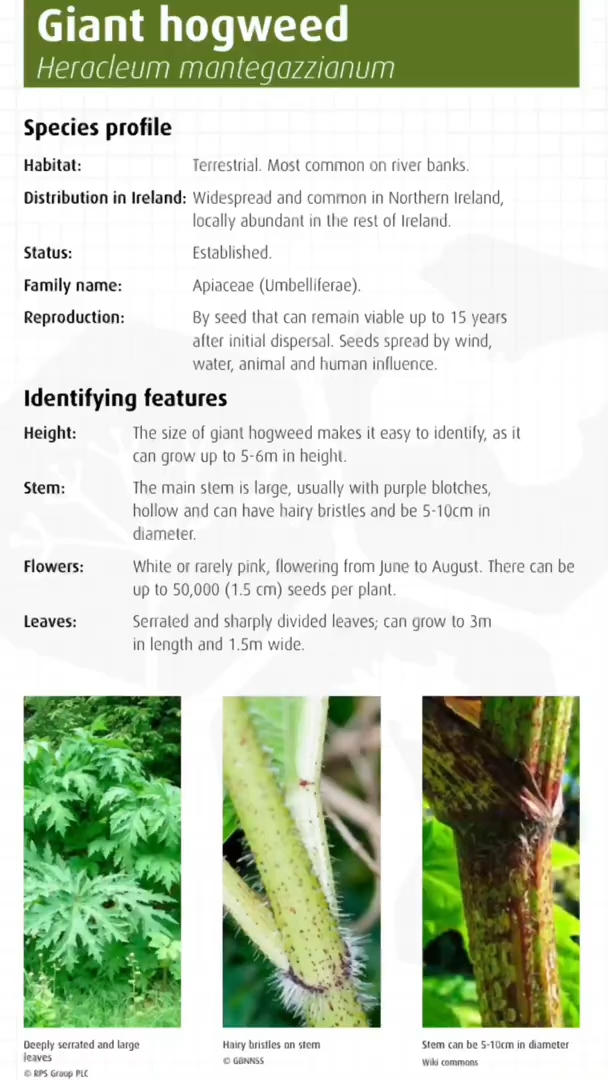 Giant hogweed
Heracleum mantegazzianum
Species profile
Habitat: Terrestrial. Most common on river banks.
Distribution in Ireland: Widespread and common in Northern Ireland,
locally abundant in the rest of Ireland.
Status: Established.
Family name: Apiaceae (Umbelliferae).
Reproduction: By seed that can remain viable up to 15 years
after initial dispersal. Seeds spread by wind,
water, animal and human influence.
Identifying features
Height: The size of giant hogweed makes it easy to identify, as it
can grow up to 5-6m in height.
Stem: The main stem is large, usually with purple blotches,
hollow and can have hairy bristles and be 5-10cm in
diameter.
Flowers: White or rarely pink, flowering from June to August. There can be
up to 50,000 (1.5 cm) seeds per plant.
Leaves: Serrated and sharply divided leaves; can grow to 3m
in length and 1.5m wide.
Deeply serrated and large
leaves
© RPS Group PLC
Hairy bristles on stem
© GBNNSS
Stem can be 5-10cm in diameter
Wiki commons